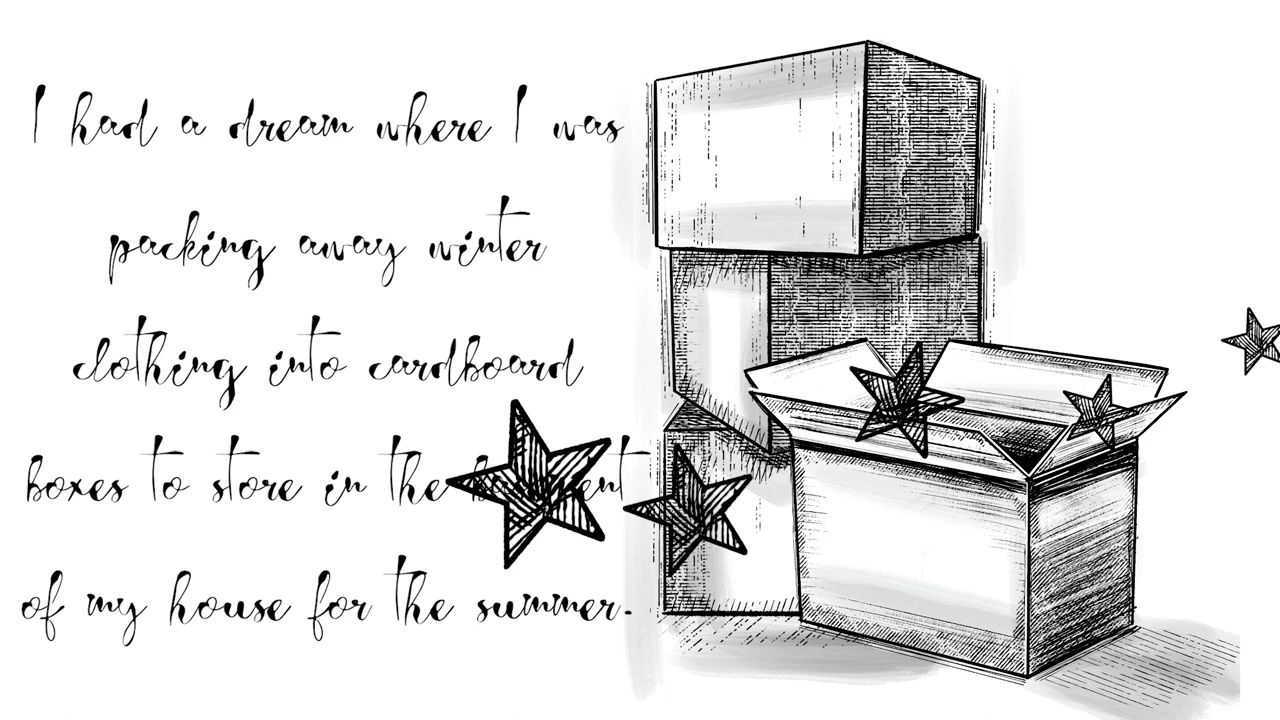 I had a dream where I was
packing away winter
clothing into cardboard
boxes to store in the
of my house for the summer.